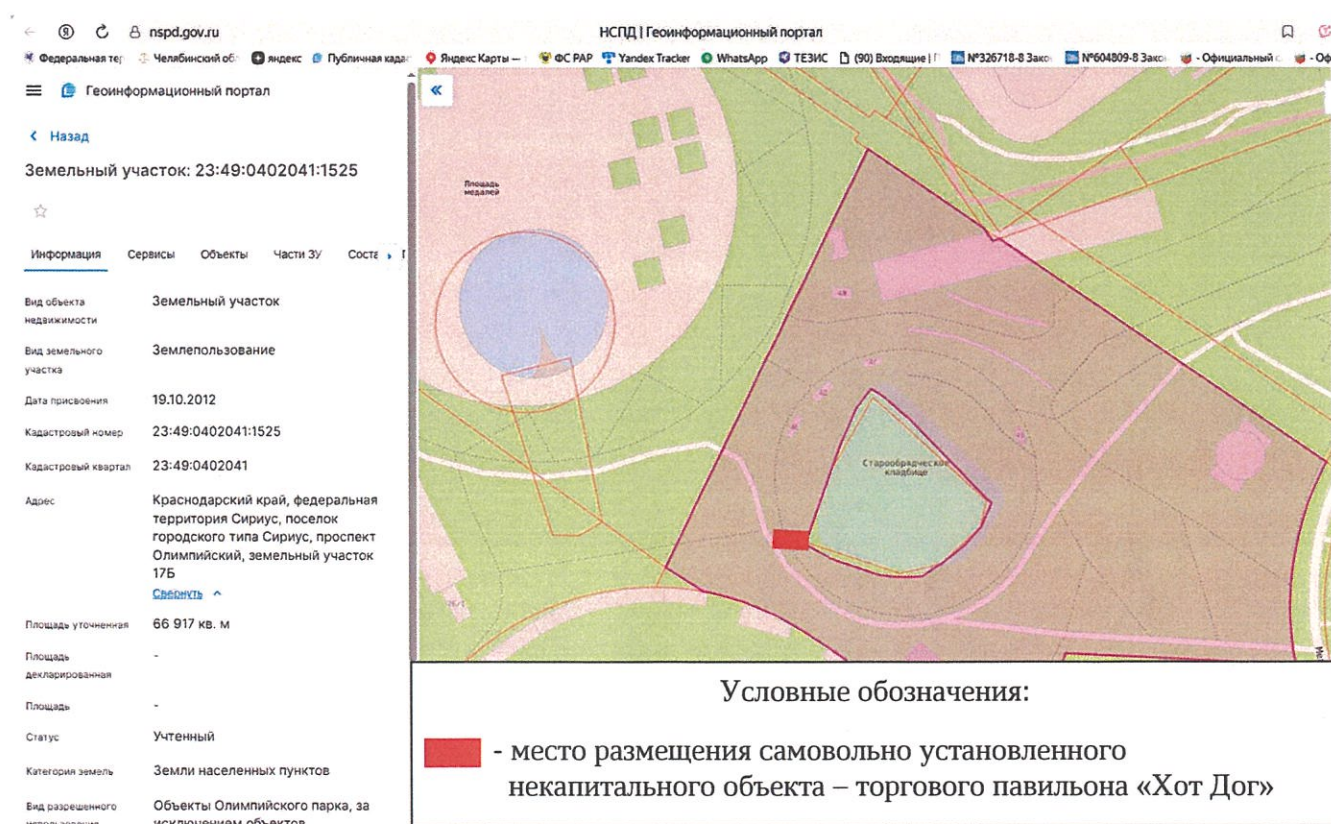 nspd.gov.ru
НСПД | Геоинформационный портал
Федеральная тер
Челябинский об
яндекс
Публичная када
Яндекс Карты —
ФС РАР
Yandex Tracker
WhatsApp
ТЕЗИС
(90) Входящие | П
№326718-8 Зако
№604809-8 Зако
- Официальный с
- Оф
Геоинформационный портал
Назад
Земельный участок: 23:49:0402041:1525
Информация Сервисы Объекты Части ЗУ Соста
Вид объекта
недвижимости
Земельный участок
Вид земельного
участка
Землепользование
Дата присвоения
19.10.2012
Кадастровый номер
23:49:0402041:1525
Кадастровый квартал
23:49:0402041
Адрес
Краснодарский край, федеральная
территория Сириус, поселок
городского типа Сириус, проспект
Олимпийский, земельный участок
17Б
Свернуть
Площадь уточненная
66 917 кв. м
Площадь
декларированная
-
Площадь
-
Статус
Учтенный
Категория земель
Земли населенных пунктов
Вид разрешенного
использования
Объекты Олимпийского парка, за
исключением объектов
Площадь
медалей
Старообрядческое
кладбище
Условные обозначения:
- место размещения самовольно установленного
некапитального объекта – торгового павильона «Хот Дог»